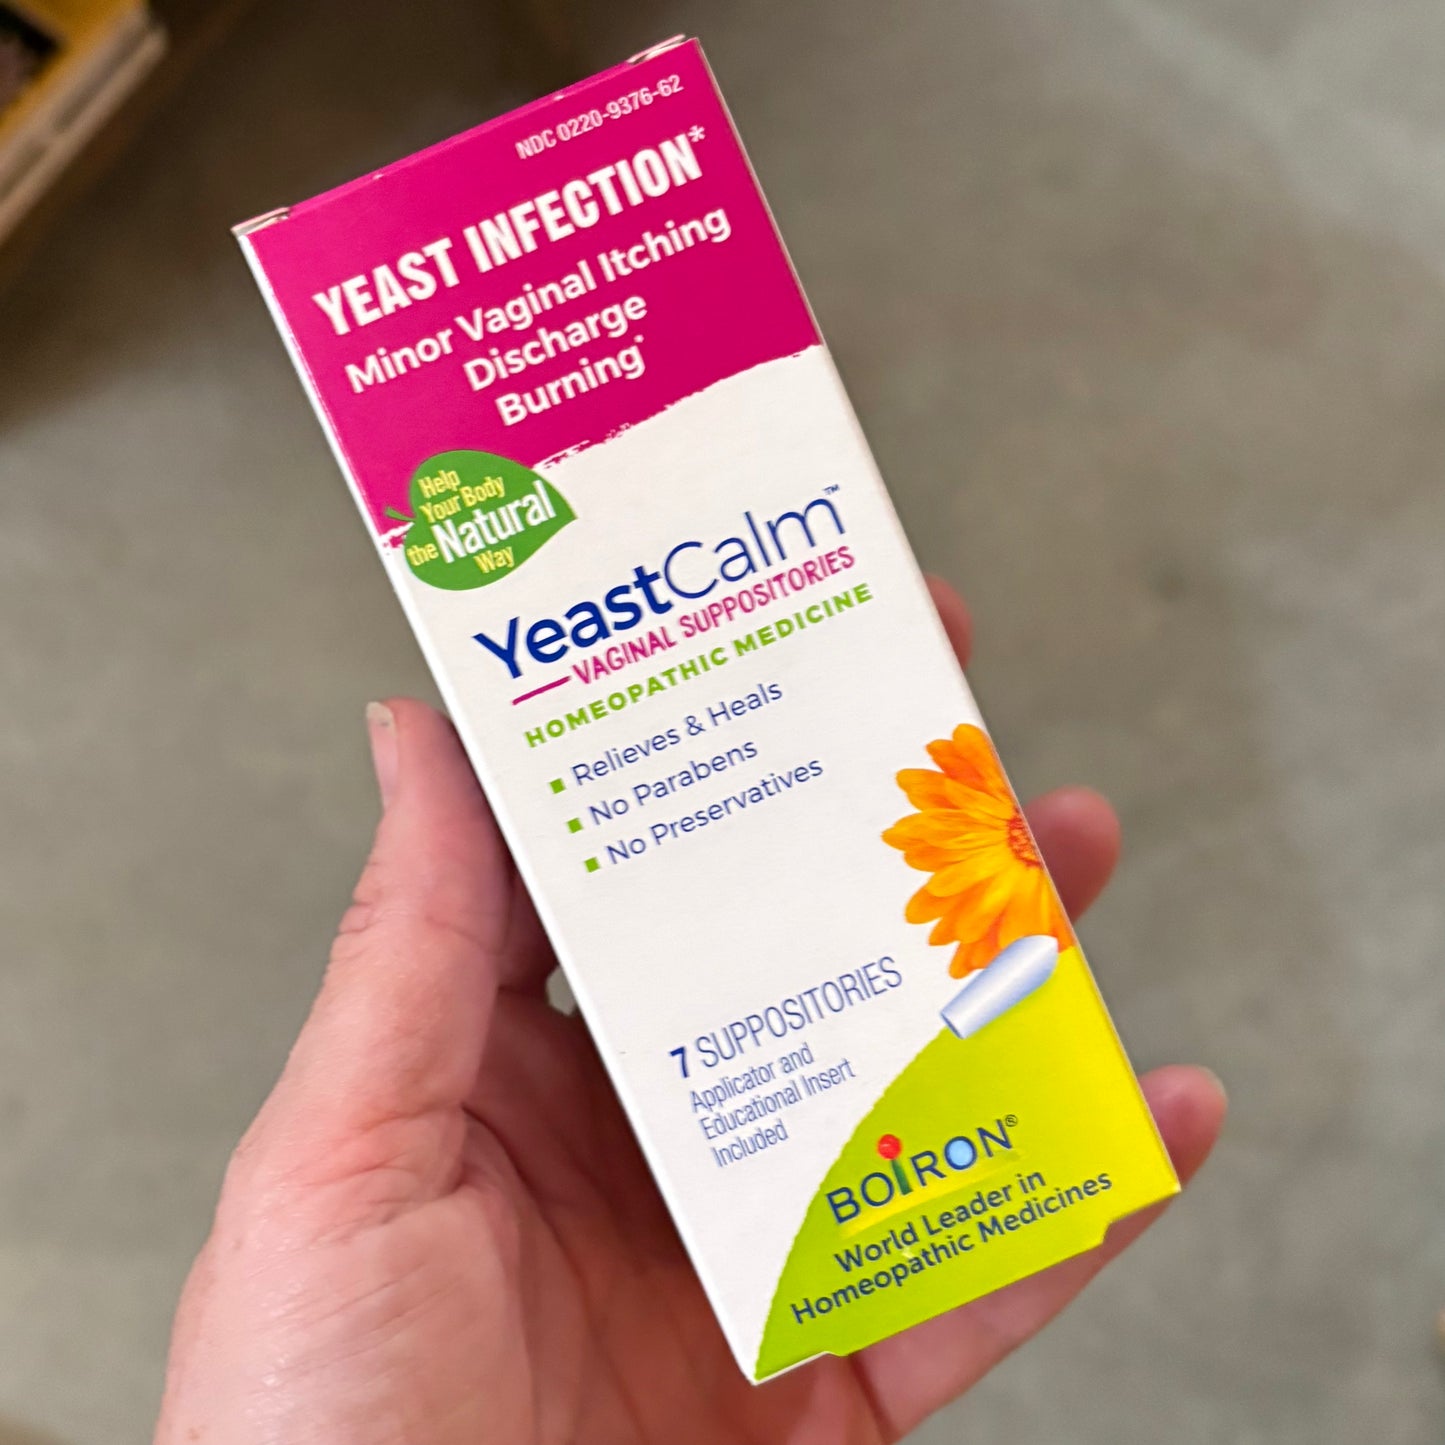 NDC 0220-9376-62
YEAST INFECTION*
Minor Vaginal Itching
Discharge
Burning*
Help
Your Body
the Natural
Way
YeastCalm™
VAGINAL SUPPOSITORIES
HOMEOPATHIC MEDICINE
▪ Relieves & Heals
▪ No Parabens
▪ No Preservatives
7 SUPPOSITORIES
Applicator and
Educational Insert
Included
BOIRON®
World Leader in
Homeopathic Medicines